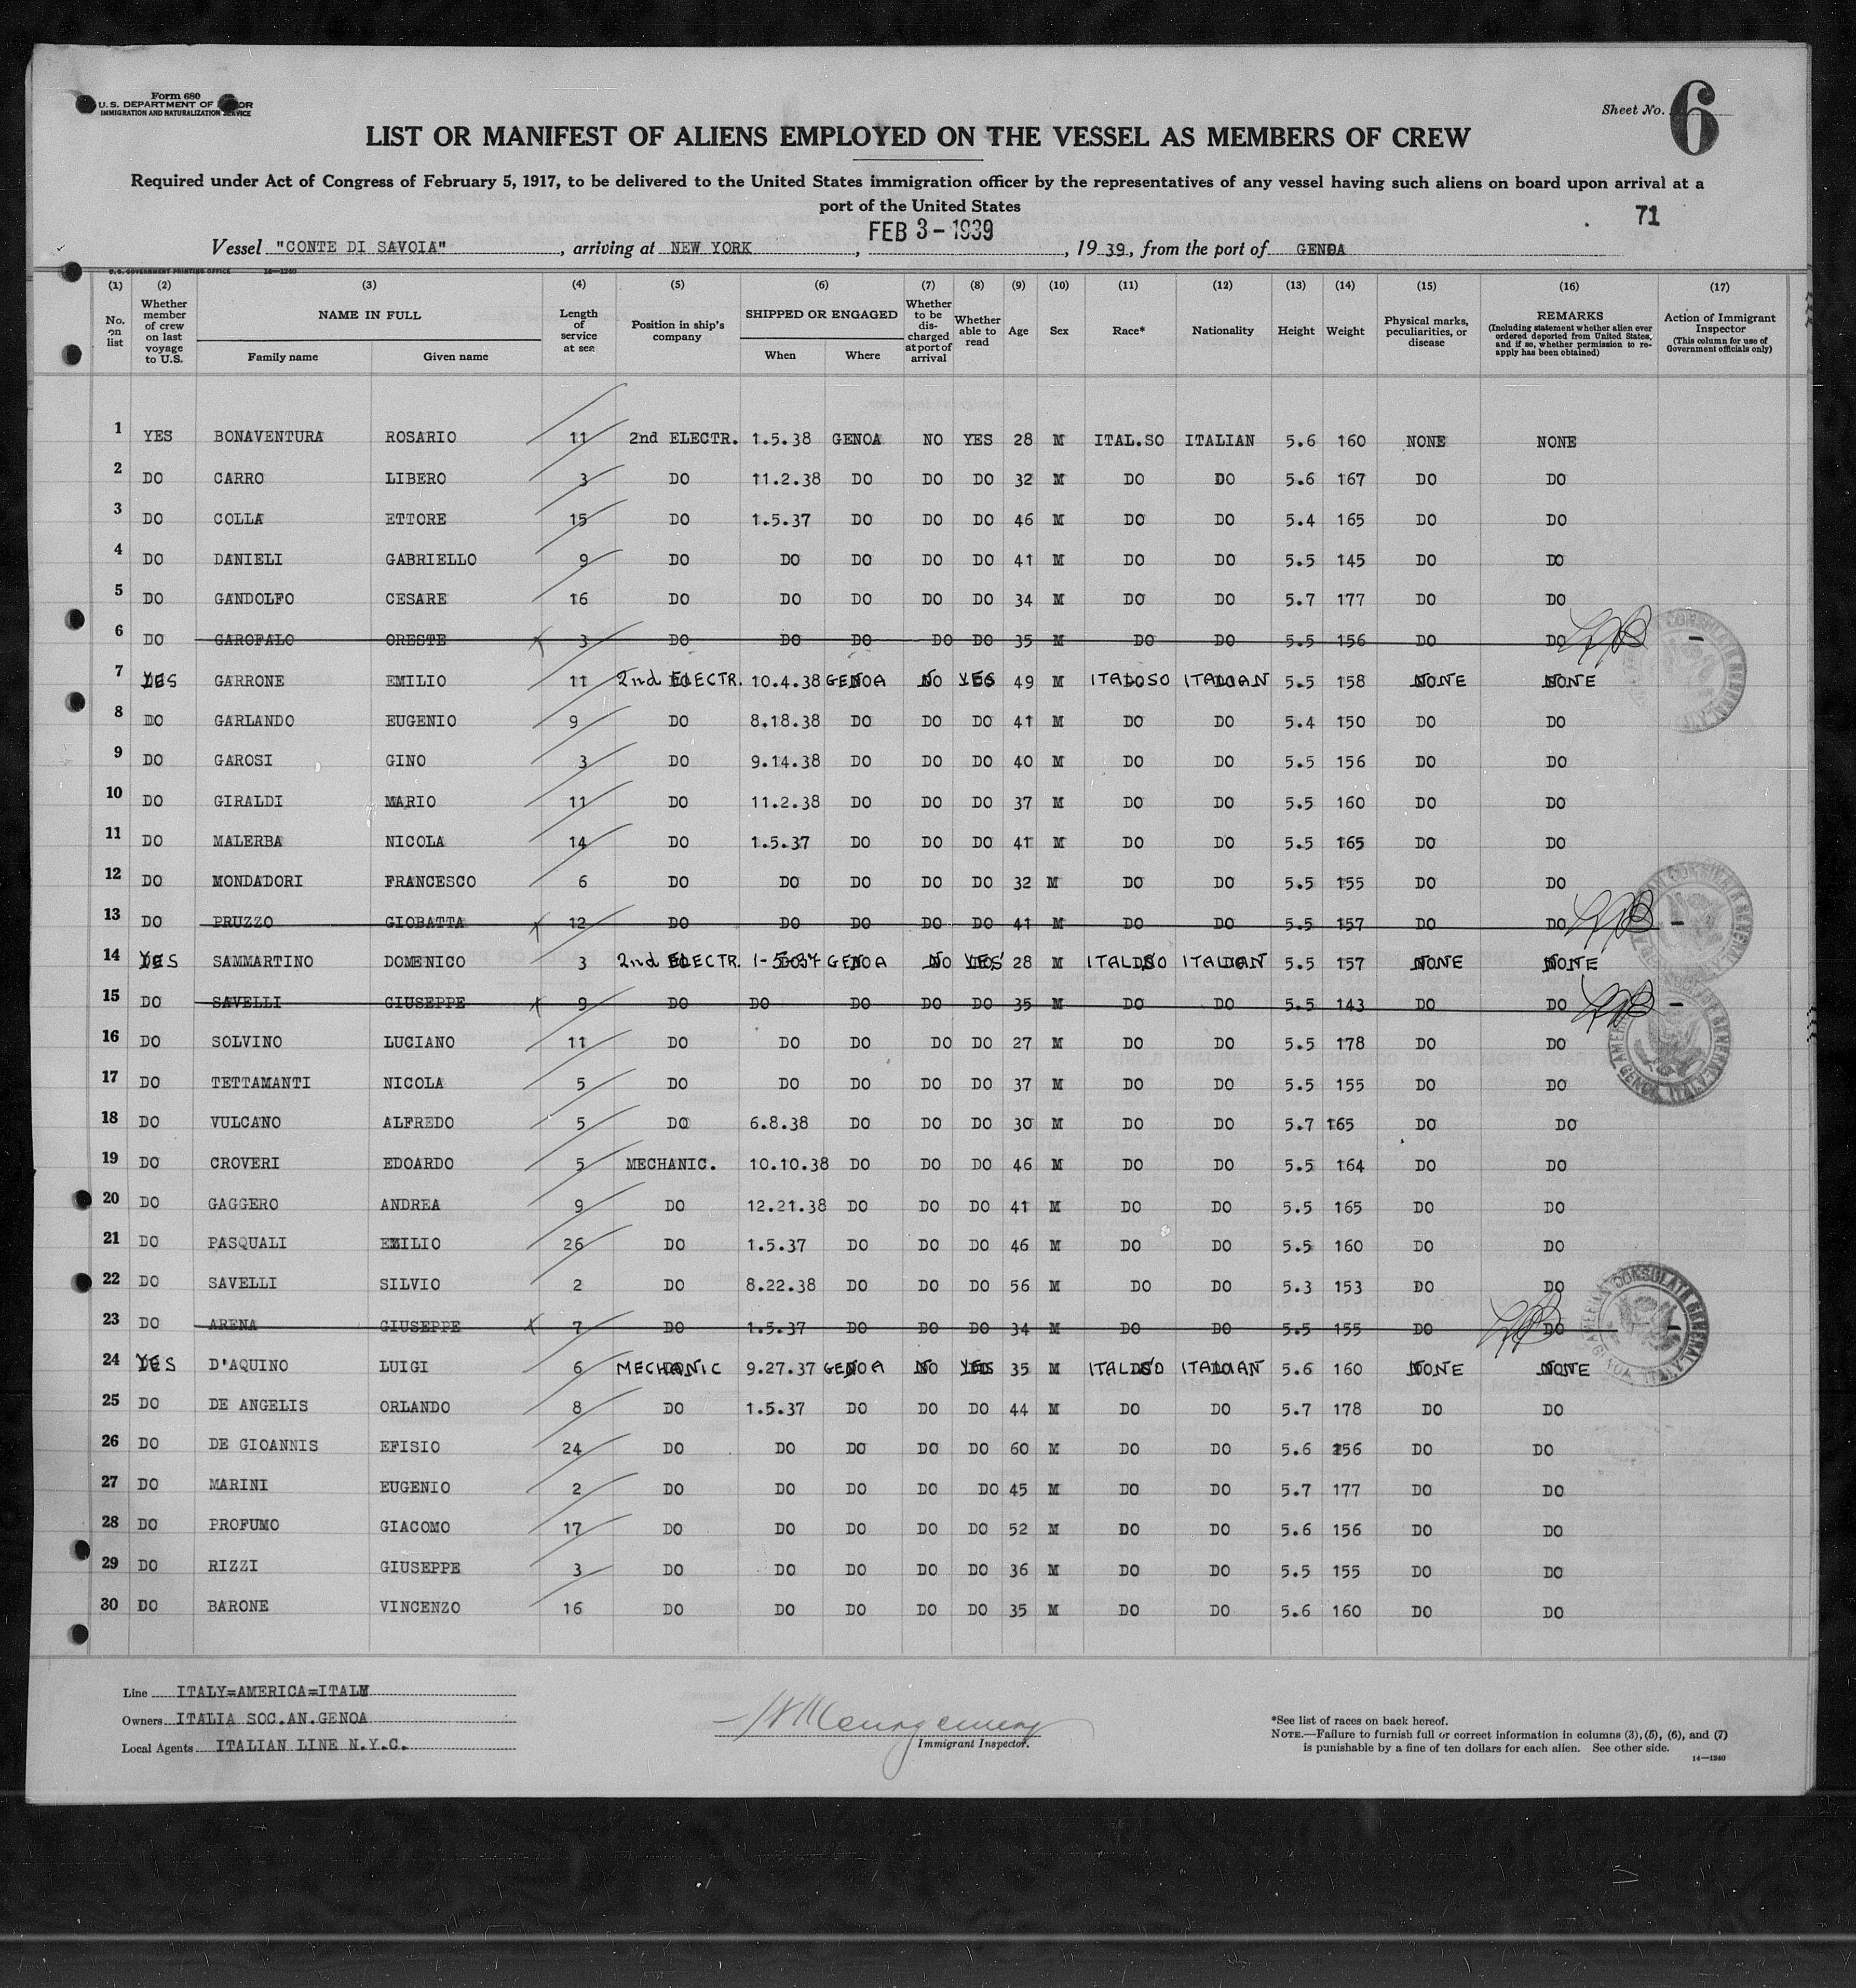 Form 680
U.S. DEPARTMENT OF
IMMIGRATION AND NATURALIZATION SERVICE
Sheet No. 6
LIST OR MANIFEST OF ALIENS EMPLOYED ON THE VESSEL AS MEMBERS OF CREW
Required under Act of Congress of February 5, 1917, to be delivered to the United States immigration officer by the representatives of any vessel having such aliens on board upon arrival at a
port of the United States
71
FEB 3 - 1939
Vessel "CONTE DI SAVOIA", arriving at NEW YORK, , 1939, from the port of GENOA
U.S. GOVERNMENT PRINTING OFFICE 14—1240
(1) (2) (3) (4) (5) (6) (7) (8) (9) (10) (11) (12) (13) (14) (15) (16) (17)
No. on list
Whether member of crew on last voyage to U.S.
NAME IN FULL
Family name Given name
Length of service at sea
Position in ship's company
SHIPPED OR ENGAGED
When Where
Whether to be discharged at port of arrival
Whether able to read
Age
Sex
Race*
Nationality
Height
Weight
Physical marks, peculiarities, or disease
REMARKS
(Including statement whether alien ever ordered deported from United States, and if so, whether permission to re-apply has been obtained)
Action of Immigrant Inspector
(This column for use of Government officials only)
1 YES BONAVENTURA ROSARIO 11 2nd ELECTR. 1.5.38 GENOA NO YES 28 M ITAL.SO ITALIAN 5.6 160 NONE NONE
2 DO CARRO LIBERO 3 DO 11.2.38 DO DO DO 32 M DO DO 5.6 167 DO DO
3 DO COLLA ETTORE 15 DO 1.5.37 DO DO DO 46 M DO DO 5.4 165 DO DO
4 DO DANIELI GABRIELLO 9 DO DO DO DO DO 41 M DO DO 5.5 145 DO DO
5 DO GANDOLFO CESARE 16 DO DO DO DO DO 34 M DO DO 5.7 177 DO DO
6 DO GAROFALO ORESTE x 3 DO DO DO DO DO 35 M DO DO 5.5 156 DO DO –
7 YES GARRONE EMILIO 11 2nd ELECTR. 10.4.38 GENOA NO YES 49 M ITALOSO ITALIAN 5.5 158 NONE NONE
8 DO GARLANDO EUGENIO 9 DO 8.18.38 DO DO DO 41 M DO DO 5.4 150 DO DO
9 DO GAROSI GINO 3 DO 9.14.38 DO DO DO 40 M DO DO 5.5 156 DO DO
10 DO GIRALDI MARIO 11 DO 11.2.38 DO DO DO 37 M DO DO 5.5 160 DO DO
11 DO MALERBA NICOLA 14 DO 1.5.37 DO DO DO 41 M DO DO 5.5 165 DO DO
12 DO MONDADORI FRANCESCO 6 DO DO DO DO DO 32 M DO DO 5.5 155 DO DO
13 DO PRUZZO GIOBATTA x 12 DO DO DO DO DO 41 M DO DO 5.5 157 DO DO –
14 YES SAMMARTINO DOMENICO 3 2nd ELECTR. 1-5-37 GENOA NO YES 28 M ITAL SO ITALIAN 5.5 157 NONE NONE
15 DO SAVELLI GIUSEPPE x 9 DO DO DO DO DO 35 M DO DO 5.5 143 DO DO –
16 DO SOLVINO LUCIANO 11 DO DO DO DO DO 27 M DO DO 5.5 178 DO DO
17 DO TETTAMANTI NICOLA 5 DO DO DO DO DO 37 M DO DO 5.5 155 DO DO
18 DO VULCANO ALFREDO 5 DO 6.8.38 DO DO DO 30 M DO DO 5.7 165 DO DO
19 DO CROVERI EDOARDO 5 MECHANIC. 10.10.38 DO DO DO 46 M DO DO 5.5 164 DO DO
20 DO GAGGERO ANDREA 9 DO 12.21.38 DO DO DO 41 M DO DO 5.5 165 DO DO
21 DO PASQUALI EMILIO 26 DO 1.5.37 DO DO DO 46 M DO DO 5.5 160 DO DO
22 DO SAVELLI SILVIO 2 DO 8.22.38 DO DO DO 56 M DO DO 5.3 153 DO DO
23 DO ARENA GIUSEPPE x 7 DO 1.5.37 DO DO DO 34 M DO DO 5.5 155 DO DO –
24 YES D'AQUINO LUIGI 6 MECHANIC 9.27.37 GENOA NO YES 35 M ITAL SO ITALIAN 5.6 160 NONE NONE
25 DO DE ANGELIS ORLANDO 8 DO 1.5.37 DO DO DO 44 M DO DO 5.7 178 DO DO
26 DO DE GIOANNIS EFISIO 24 DO DO DO DO DO 60 M DO DO 5.6 156 DO DO
27 DO MARINI EUGENIO 2 DO DO DO DO DO 45 M DO DO 5.7 177 DO DO
28 DO PROFUMO GIACOMO 17 DO DO DO DO DO 52 M DO DO 5.6 156 DO DO
29 DO RIZZI GIUSEPPE 3 DO DO DO DO DO 36 M DO DO 5.5 155 DO DO
30 DO BARONE VINCENZO 16 DO DO DO DO DO 35 M DO DO 5.6 160 DO DO
AMERICAN CONSULATE GENERAL
GENOA, ITALY
Line ITALY=AMERICA=ITALY
Owners ITALIA SOC.AN.GENOA
Local Agents ITALIAN LINE N.Y.C.
Immigrant Inspector.
*See list of races on back hereof.
NOTE.—Failure to furnish full or correct information in columns (3), (5), (6), and (7)
is punishable by a fine of ten dollars for each alien. See other side.
14—1240